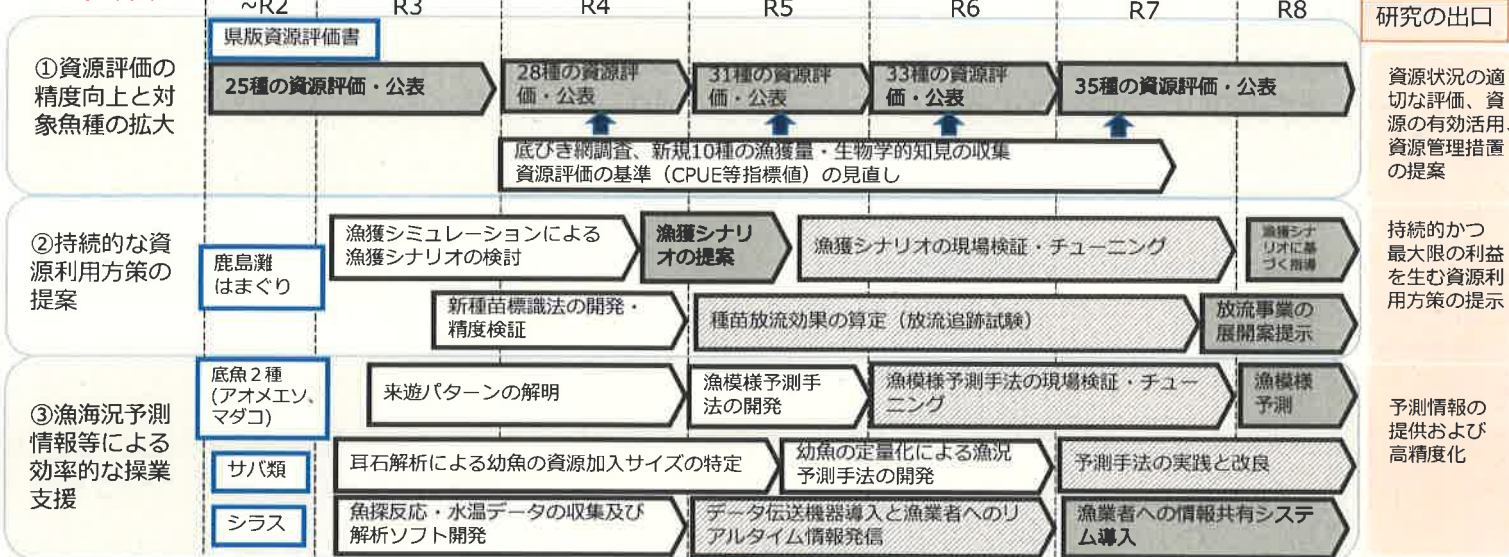 ~R2
R3
R4
R5
R6
R7
R8
研究の出口
①資源評価の
精度向上と対
象魚種の拡大
県版資源評価書
25種の資源評価・公表
28種の資源評
価・公表
31種の資源評
価・公表
33種の資源評
価・公表
35種の資源評価・公表
底びき網調査、新規10種の漁獲量・生物学的知見の収集
資源評価の基準（CPUE等指標値）の見直し
資源状況の適
切な評価、資
源の有効活用、
資源管理措置
の提案
②持続的な資
源利用方策の
提案
鹿島灘
はまぐり
漁獲シミュレーションによる
漁獲シナリオの検討
漁獲シナリ
オの提案
漁獲シナリオの現場検証・チューニング
漁獲シナ
リオに基
づく指導
新種苗標識法の開発・
精度検証
種苗放流効果の算定（放流追跡試験）
放流事業の
展開案提示
持続的かつ
最大限の利益
を生む資源利
用方策の提示
③漁海況予測
情報等による
効率的な操業
支援
底魚２種
(アオメエソ、
マダコ)
来遊パターンの解明
漁模様予測手
法の開発
漁模様予測手法の現場検証・チュー
ニング
漁模様
予測
サバ類
耳石解析による幼魚の資源加入サイズの特定
幼魚の定量化による漁況
予測手法の開発
予測手法の実践と改良
シラス
魚探反応・水温データの収集及び
解析ソフト開発
データ伝送機器導入と漁業者へのリ
アルタイム情報発信
漁業者への情報共有システ
ム導入
予測情報の
提供および
高精度化